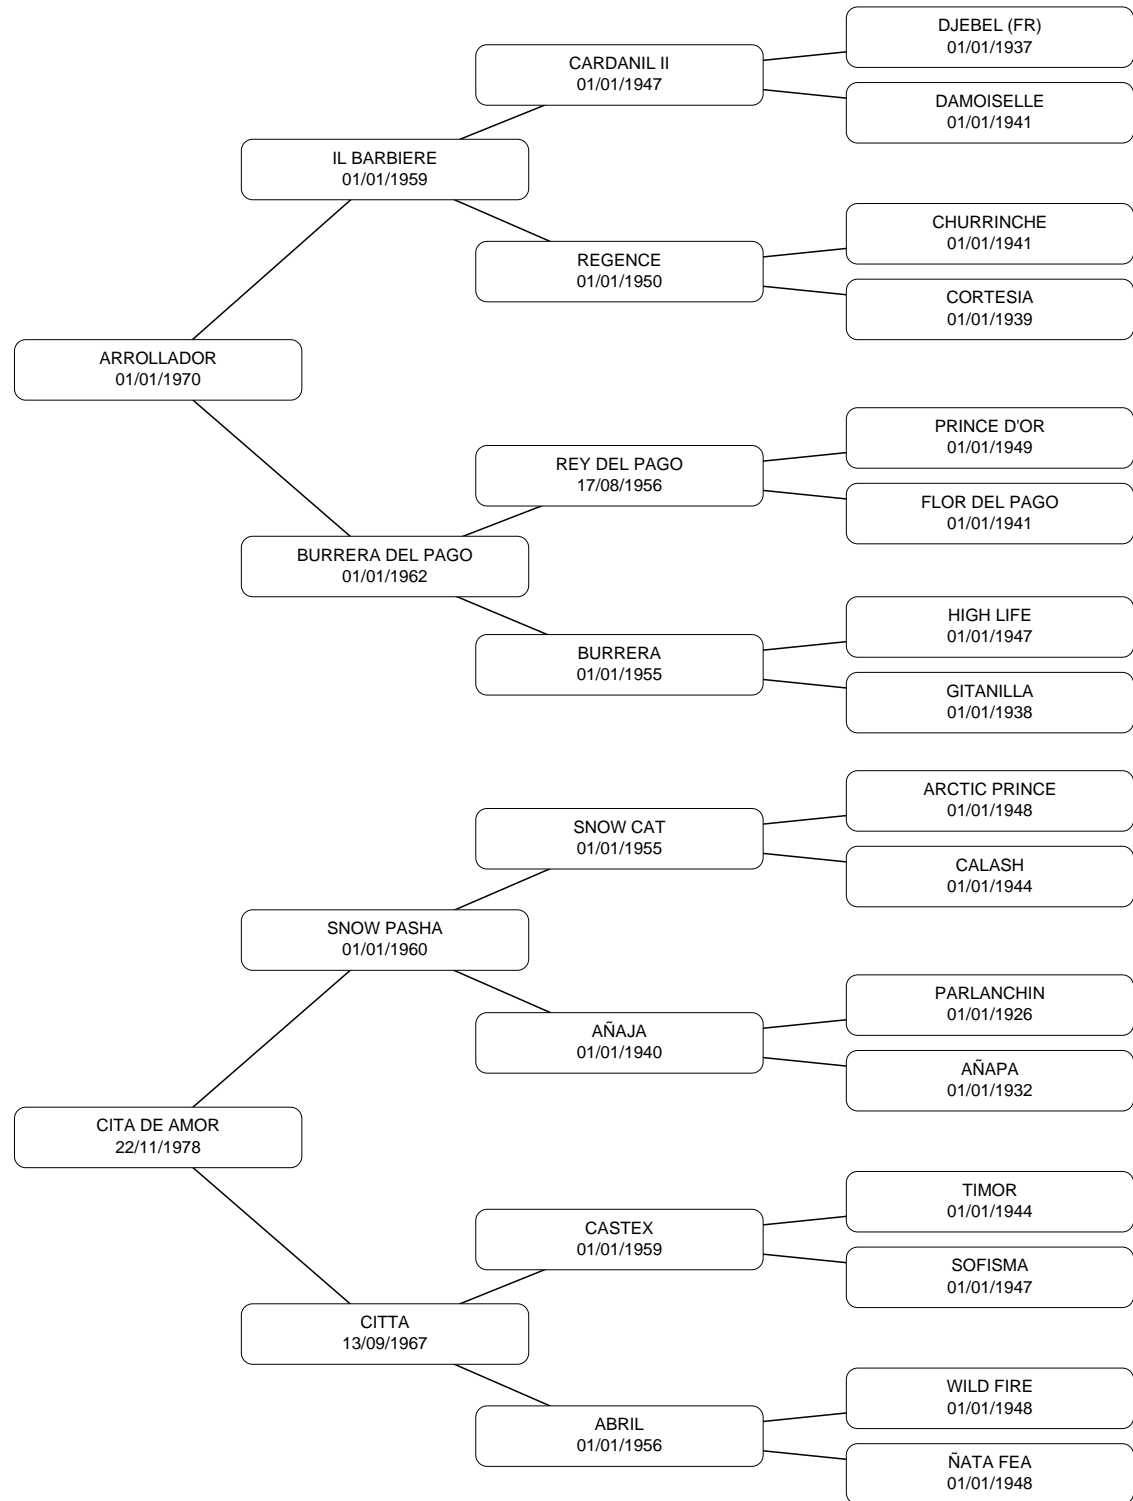 DJEBEL (FR)
01/01/1937
CARDANIL II
01/01/1947
DAMOISELLE
01/01/1941
IL BARBIERE
01/01/1959
CHURRINCHE
01/01/1941
REGENCE
01/01/1950
CORTESIA
01/01/1939
ARROLLADOR
01/01/1970
PRINCE D'OR
01/01/1949
REY DEL PAGO
17/08/1956
FLOR DEL PAGO
01/01/1941
BURRERA DEL PAGO
01/01/1962
HIGH LIFE
01/01/1947
BURRERA
01/01/1955
GITANILLA
01/01/1938
ARCTIC PRINCE
01/01/1948
SNOW CAT
01/01/1955
CALASH
01/01/1944
SNOW PASHA
01/01/1960
PARLANCHIN
01/01/1926
AÑAJA
01/01/1940
AÑAPA
01/01/1932
CITA DE AMOR
22/11/1978
TIMOR
01/01/1944
CASTEX
01/01/1959
SOFISMA
01/01/1947
CITTA
13/09/1967
WILD FIRE
01/01/1948
ABRIL
01/01/1956
ÑATA FEA
01/01/1948